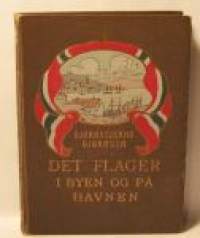 BJØRNSTJERNE
BJØRNSON
DET FLAGER
I BYEN OG PÅ
HAVNEN